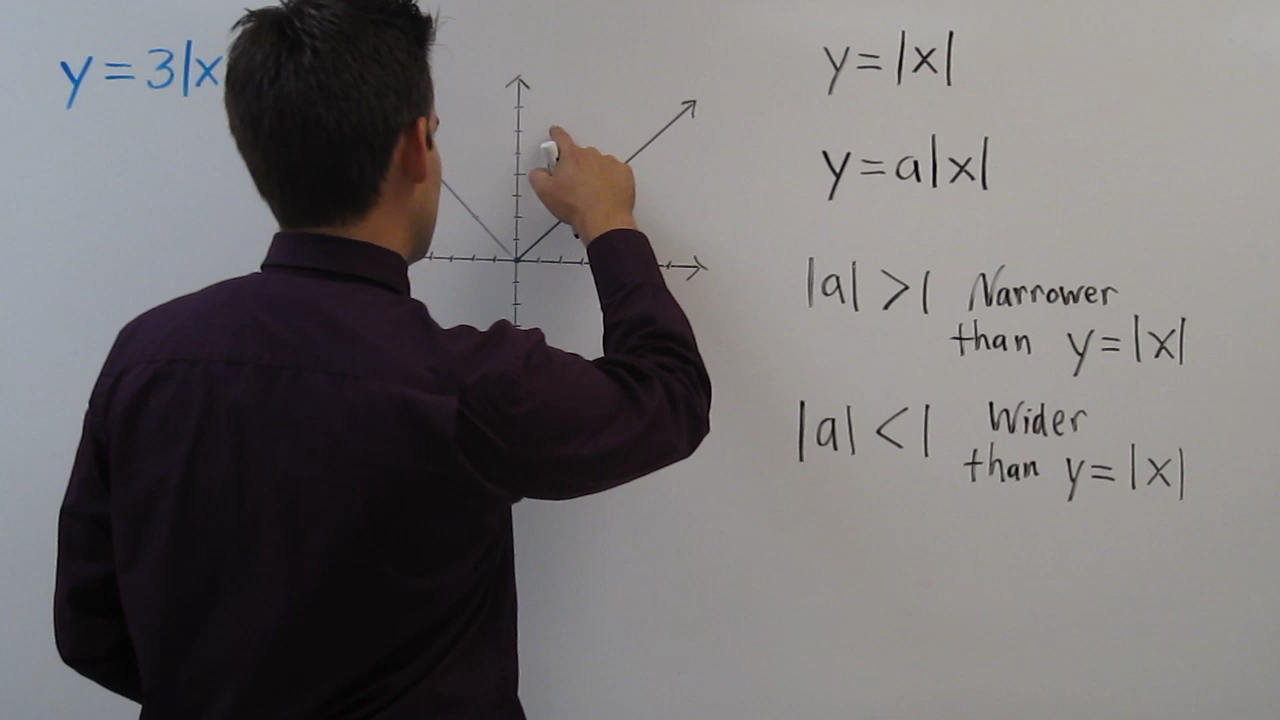 y = 3|x
y = |x|
y = a|x|
|a| > 1 Narrower
than y = |x|
|a| < 1 Wider
than y = |x|